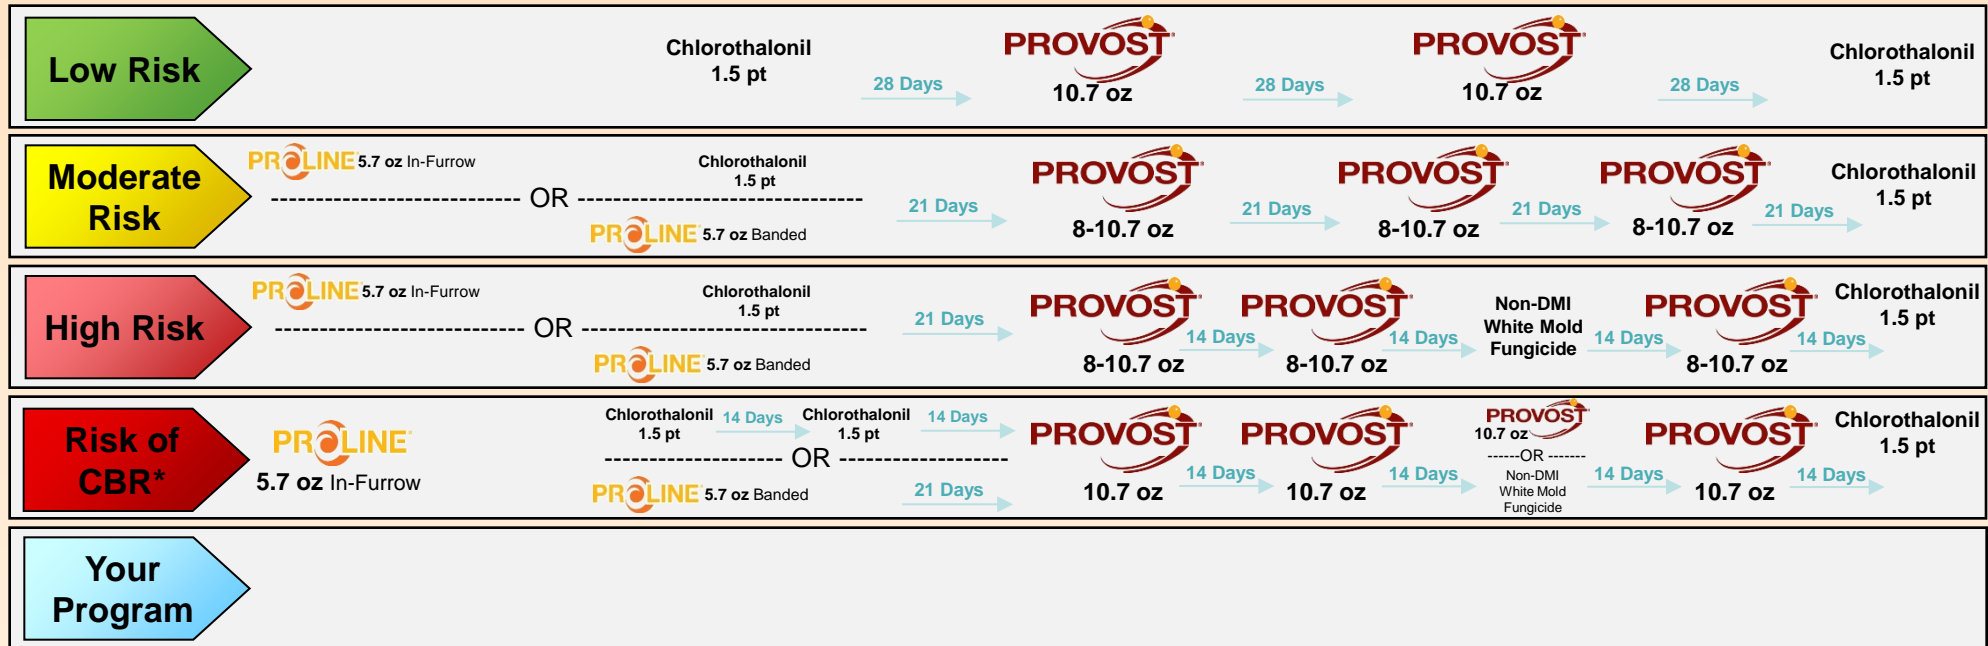 Low Risk
Chlorothalonil
1.5 pt
28 Days
PROVOST
10.7 oz
28 Days
PROVOST
10.7 oz
28 Days
Chlorothalonil
1.5 pt
Moderate
Risk
PROLINE 5.7 oz In-Furrow
---------------------------- OR --------------------------------
Chlorothalonil
1.5 pt
PROLINE 5.7 oz Banded
21 Days
PROVOST
8-10.7 oz
21 Days
PROVOST
8-10.7 oz
21 Days
PROVOST
8-10.7 oz
21 Days
Chlorothalonil
1.5 pt
High Risk
PROLINE 5.7 oz In-Furrow
---------------------------- OR --------------------------------
Chlorothalonil
1.5 pt
PROLINE 5.7 oz Banded
21 Days
PROVOST
8-10.7 oz
14 Days
PROVOST
8-10.7 oz
14 Days
Non-DMI
White Mold
Fungicide
14 Days
PROVOST
8-10.7 oz
14 Days
Chlorothalonil
1.5 pt
Risk of
CBR*
PROLINE
5.7 oz In-Furrow
Chlorothalonil
1.5 pt
14 Days
Chlorothalonil
1.5 pt
14 Days
-------------------- OR -------------------
PROLINE 5.7 oz Banded
21 Days
PROVOST
10.7 oz
14 Days
PROVOST
10.7 oz
14 Days
PROVOST
10.7 oz
------OR -------
Non-DMI
White Mold
Fungicide
14 Days
PROVOST
10.7 oz
14 Days
Chlorothalonil
1.5 pt
Your
Program